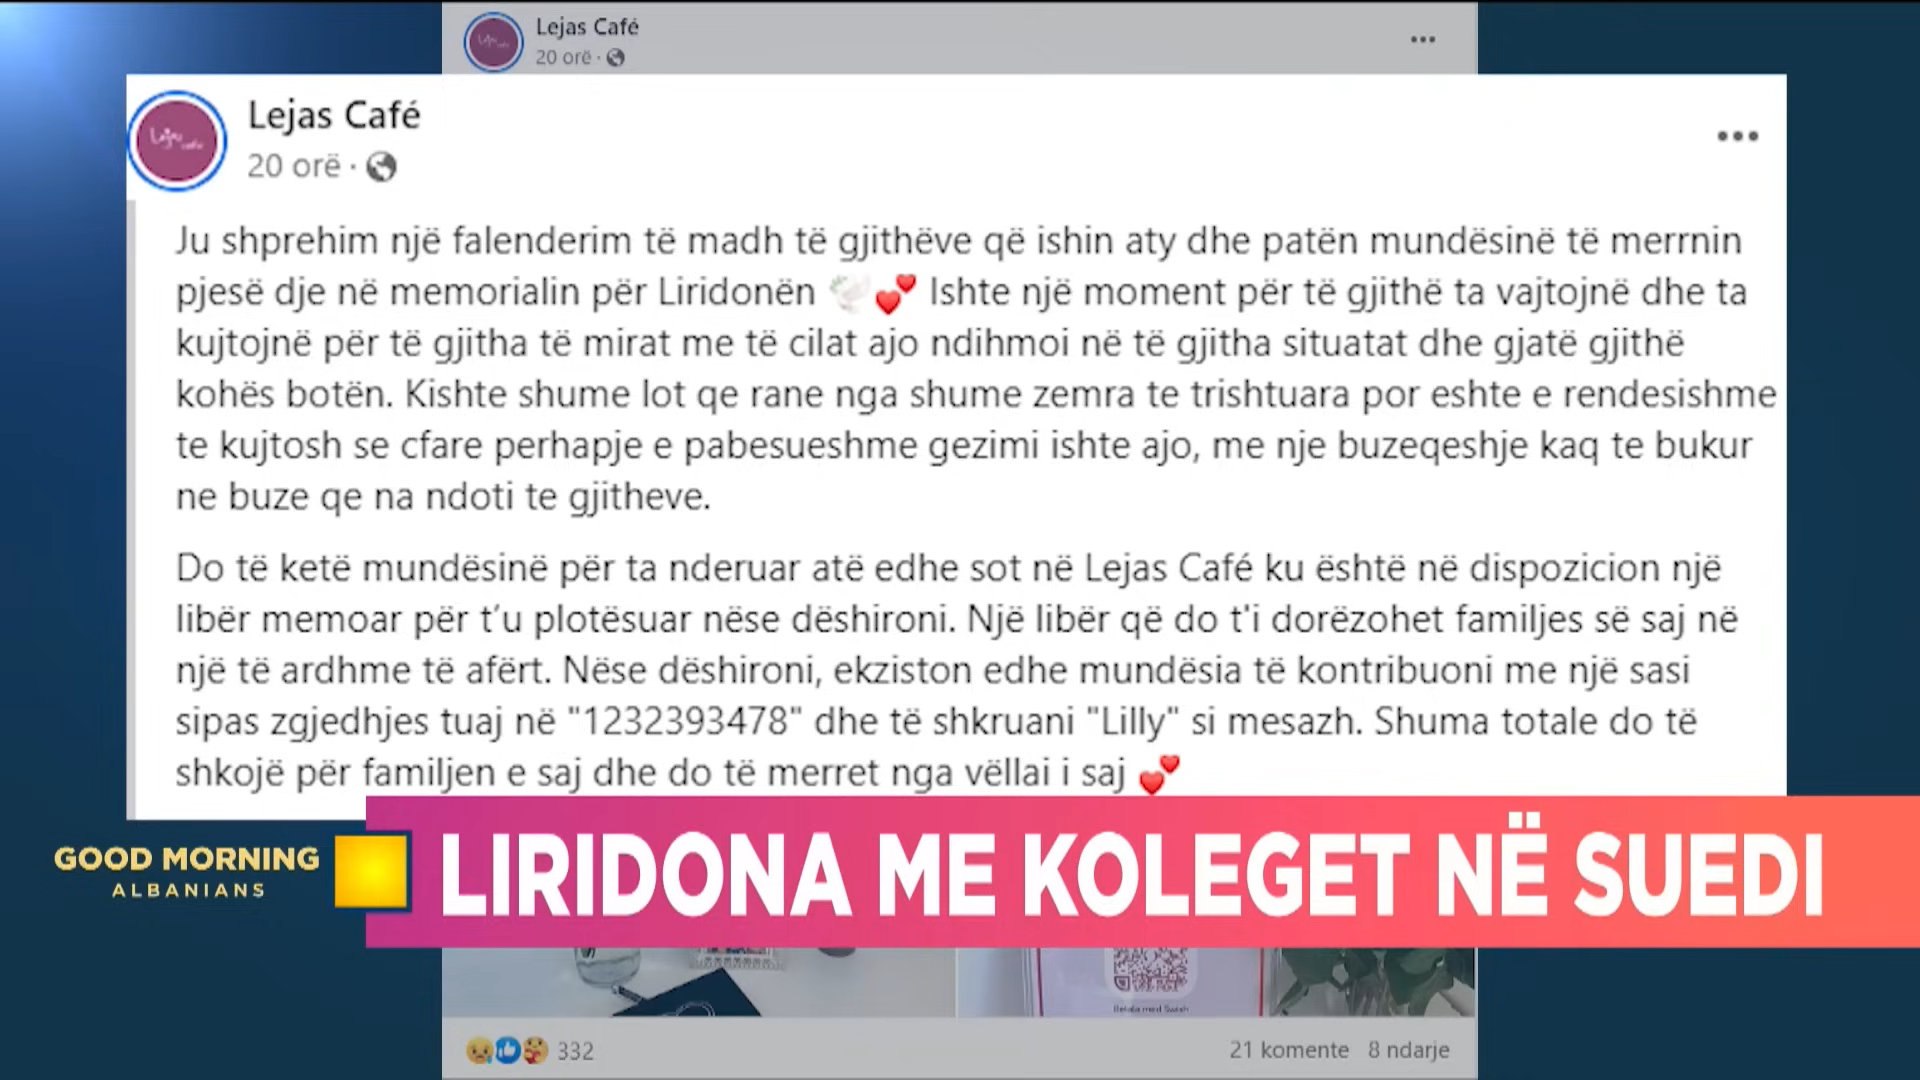 Lejas Café
20 orë
Lejas Café
20 orë
Ju shprehim një falenderim të madh të gjithëve që ishin aty dhe patën mundësinë të merrnin
pjesë dje në memorialin për Liridonën 🕊️💕 Ishte një moment për të gjithë ta vajtojnë dhe ta
kujtojnë për të gjitha të mirat me të cilat ajo ndihmoi në të gjitha situatat dhe gjatë gjithë
kohës botën. Kishte shume lot qe rane nga shume zemra te trishtuara por eshte e rendesishme
te kujtosh se cfare perhapje e pabesueshme gezimi ishte ajo, me nje buzeqeshje kaq te bukur
ne buze qe na ndoti te gjitheve.
Do të ketë mundësinë për ta nderuar atë edhe sot në Lejas Café ku është në dispozicion një
libër memoar për t’u plotësuar nëse dëshironi. Një libër që do t'i dorëzohet familjes së saj në
një të ardhme të afërt. Nëse dëshironi, ekziston edhe mundësia të kontribuoni me një sasi
sipas zgjedhjes tuaj në "1232393478" dhe të shkruani "Lilly" si mesazh. Shuma totale do të
shkojë për familjen e saj dhe do të merret nga vëllai i saj 💕
GOOD MORNING
ALBANIANS
LIRIDONA ME KOLEGET NË SUEDI
Betala med Swish
332
21 komente 8 ndarje